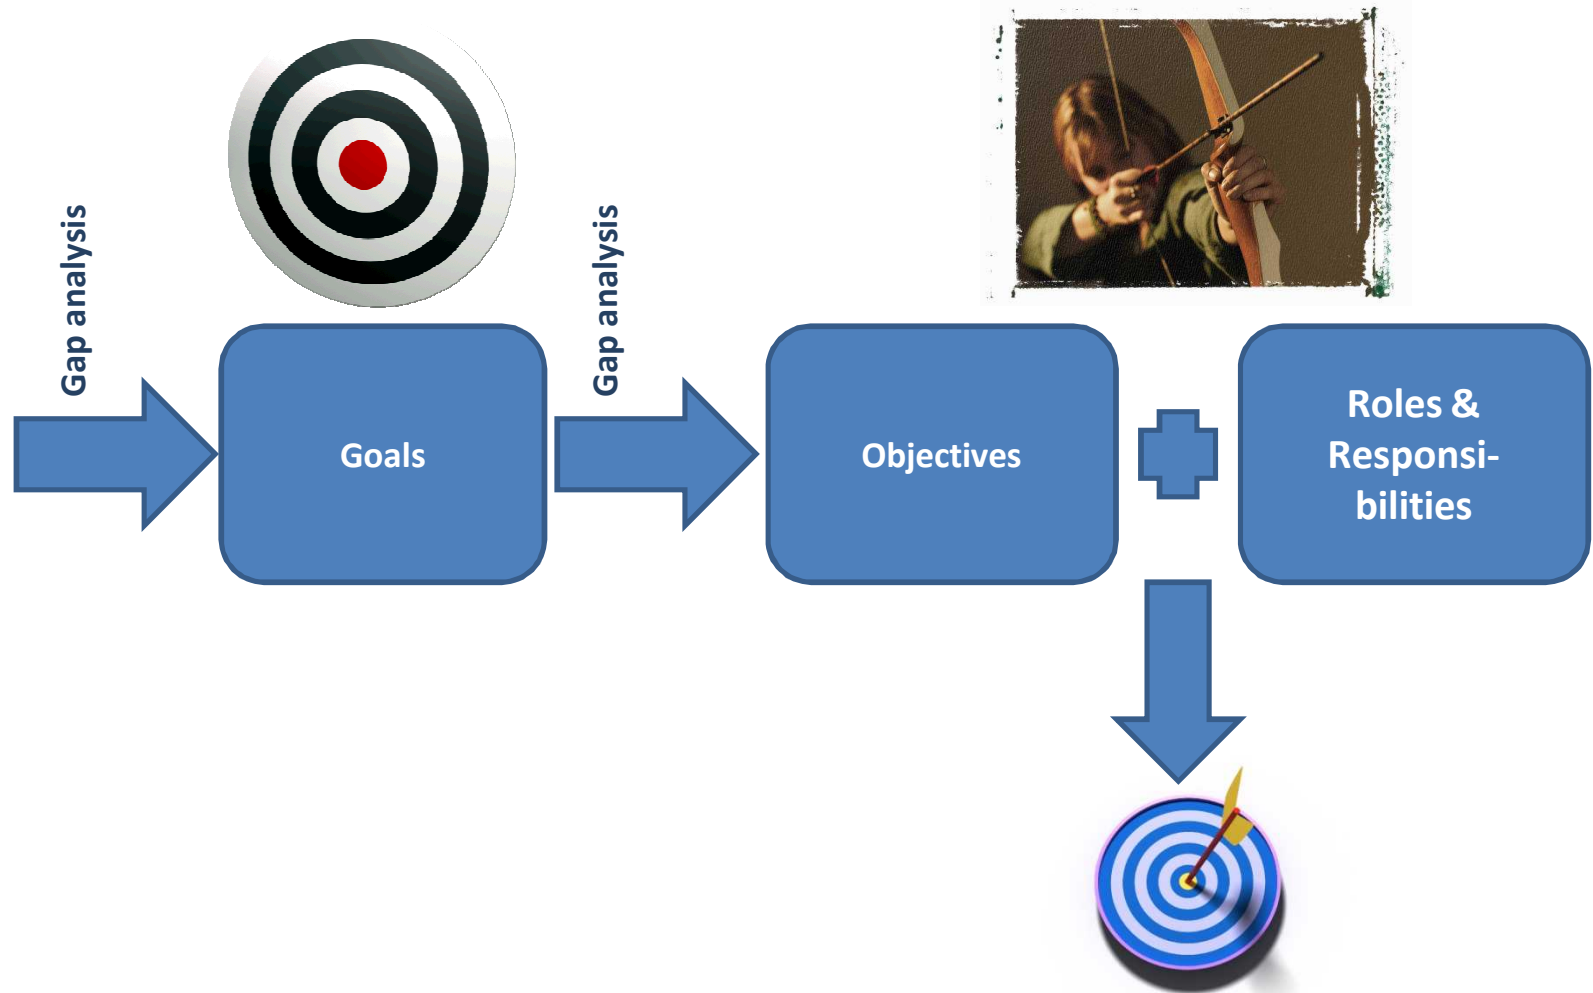 Gap analysis
Goals
Gap analysis
Objectives
Roles &
Responsi-
bilities